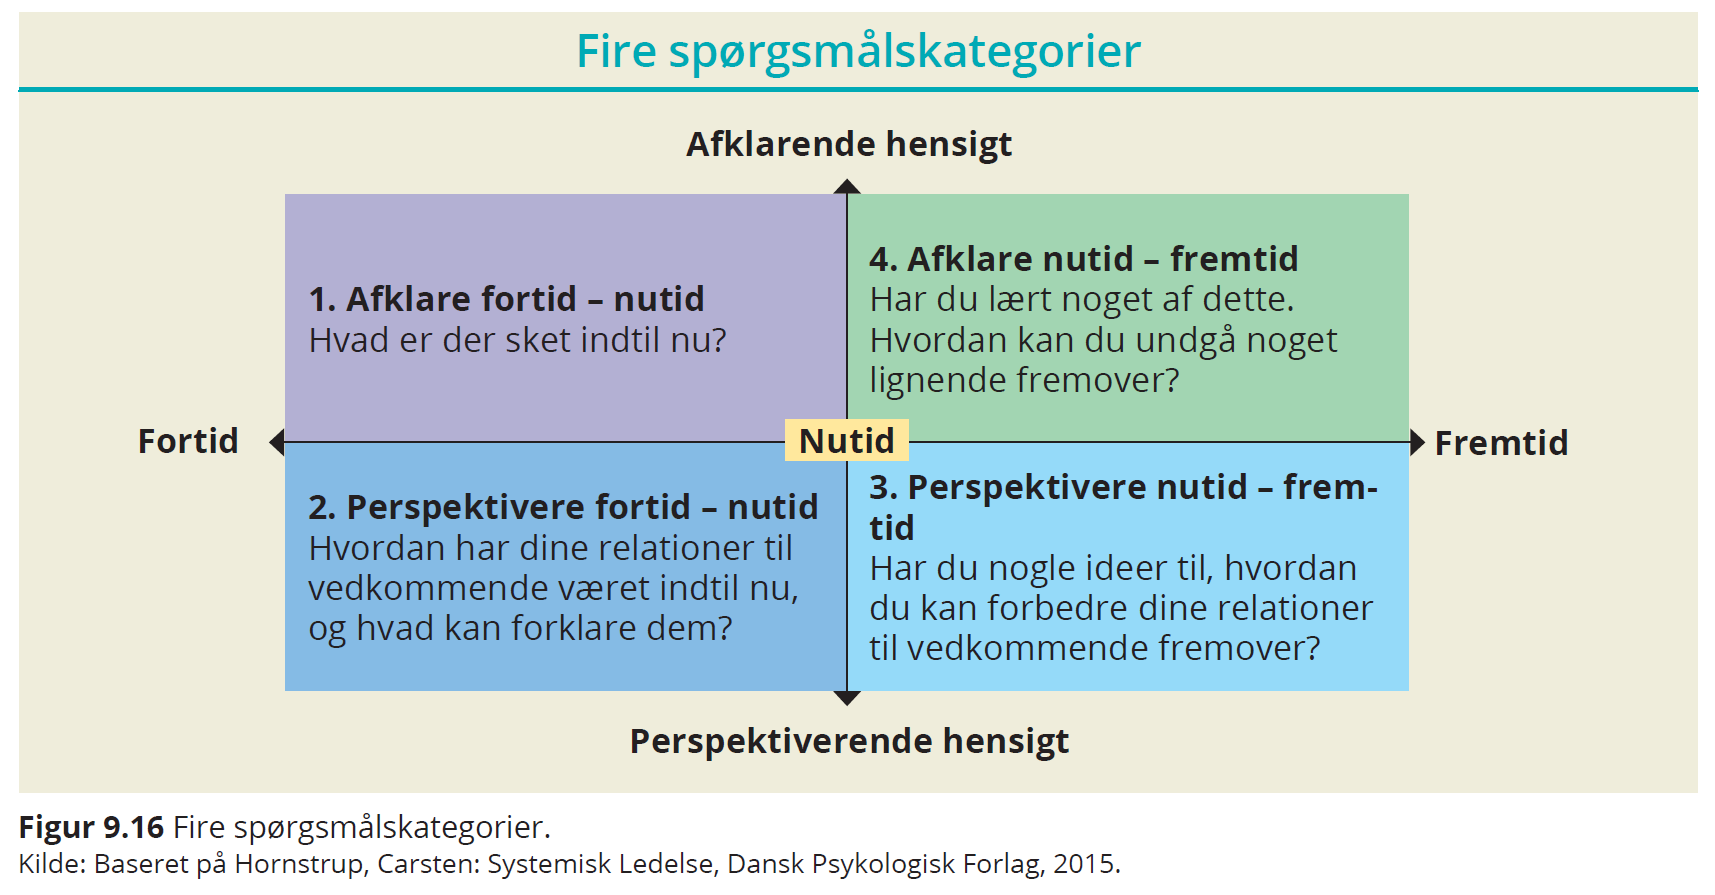 Fire spørgsmålskategorier
Afklarende hensigt
1. Afklare fortid – nutid
Hvad er der sket indtil nu?
4. Afklare nutid – fremtid
Har du lært noget af dette.
Hvordan kan du undgå noget
lignende fremover?
Fortid
Nutid
Fremtid
2. Perspektivere fortid – nutid
Hvordan har dine relationer til
vedkommende været indtil nu,
og hvad kan forklare dem?
3. Perspektivere nutid – frem-
tid
Har du nogle ideer til, hvordan
du kan forbedre dine relationer
til vedkommende fremover?
Perspektiverende hensigt
Figur 9.16 Fire spørgsmålskategorier.
Kilde: Baseret på Hornstrup, Carsten: Systemisk Ledelse, Dansk Psykologisk Forlag, 2015.